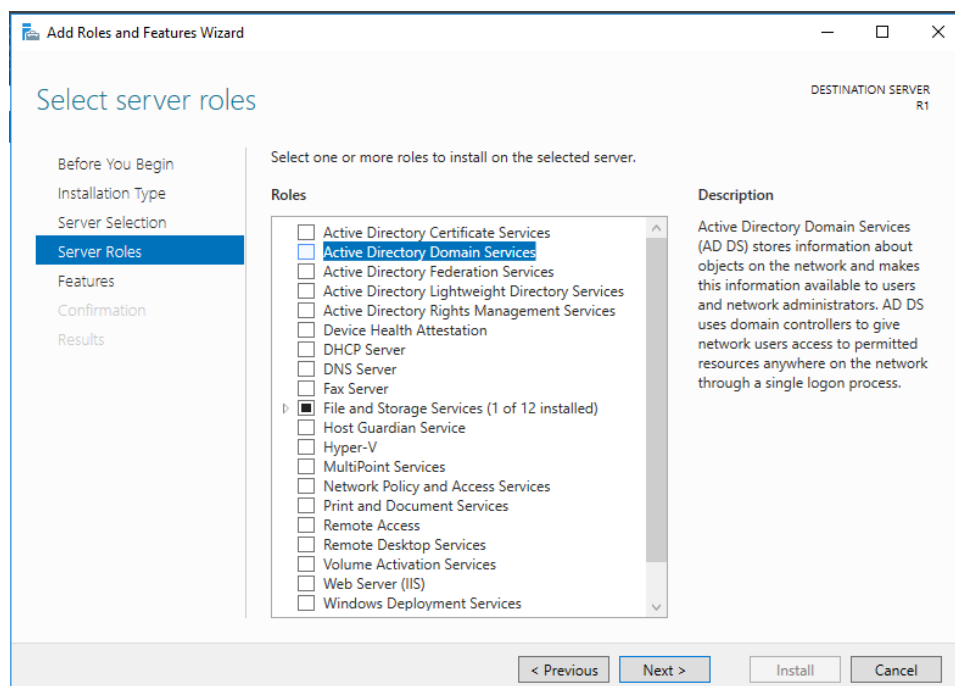 Add Roles and Features Wizard
Select server roles
DESTINATION SERVER
R1
Before You Begin
Installation Type
Server Selection
Server Roles
Features
Confirmation
Results
Select one or more roles to install on the selected server.
Roles
Active Directory Certificate Services
Active Directory Domain Services
Active Directory Federation Services
Active Directory Lightweight Directory Services
Active Directory Rights Management Services
Device Health Attestation
DHCP Server
DNS Server
Fax Server
File and Storage Services (1 of 12 installed)
Host Guardian Service
Hyper-V
MultiPoint Services
Network Policy and Access Services
Print and Document Services
Remote Access
Remote Desktop Services
Volume Activation Services
Web Server (IIS)
Windows Deployment Services
Description
Active Directory Domain Services
(AD DS) stores information about
objects on the network and makes
this information available to users
and network administrators. AD DS
uses domain controllers to give
network users access to permitted
resources anywhere on the network
through a single logon process.
< Previous
Next >
Install
Cancel